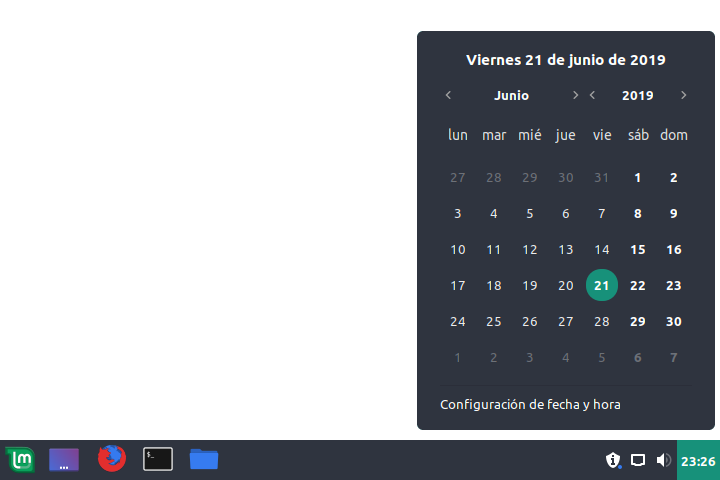 Viernes 21 de junio de 2019
Junio 2019
lun mar mié jue vie sáb dom
27 28 29 30 31 1 2
3 4 5 6 7 8 9
10 11 12 13 14 15 16
17 18 19 20 21 22 23
24 25 26 27 28 29 30
1 2 3 4 5 6 7
Configuración de fecha y hora
lm ... $_ 23:26